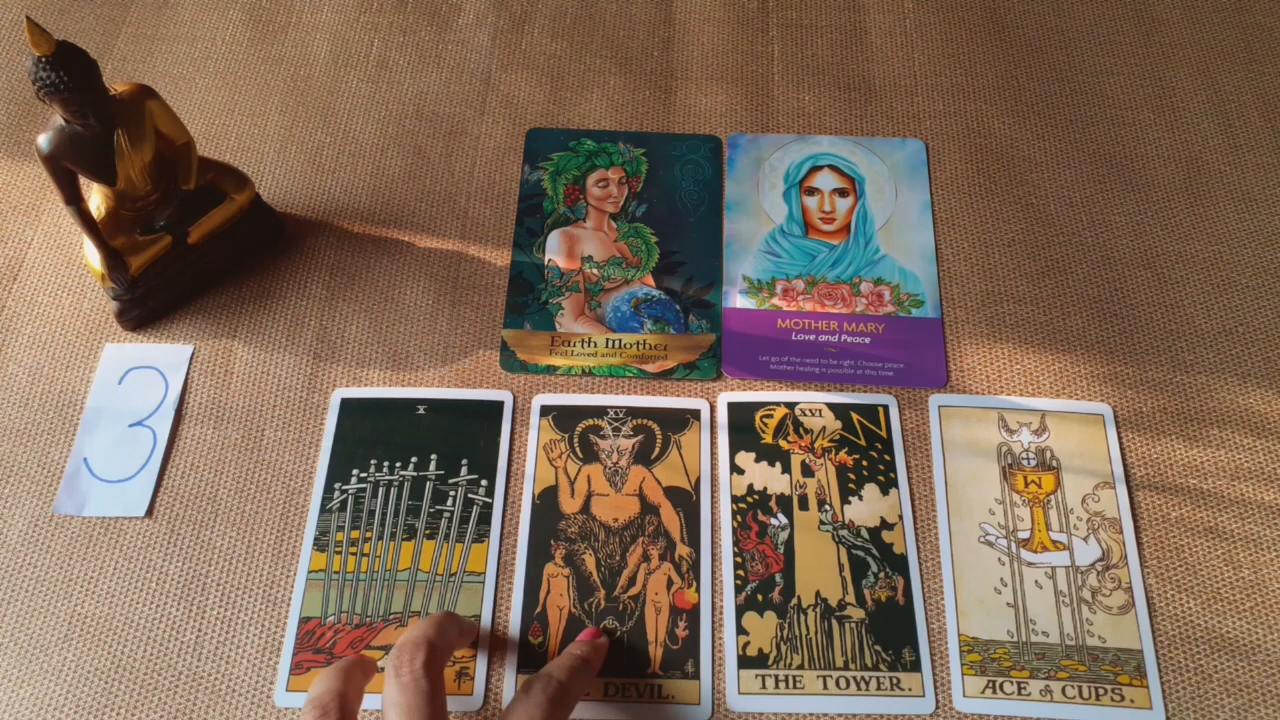 Earth Mother
Feel Loved and Comforted
MOTHER MARY
Love and Peace
Let go of the need to be right. Choose peace.
Mother healing is possible at this time.
3
X
XV
DEVIL.
XVI
THE TOWER.
ACE of CUPS.